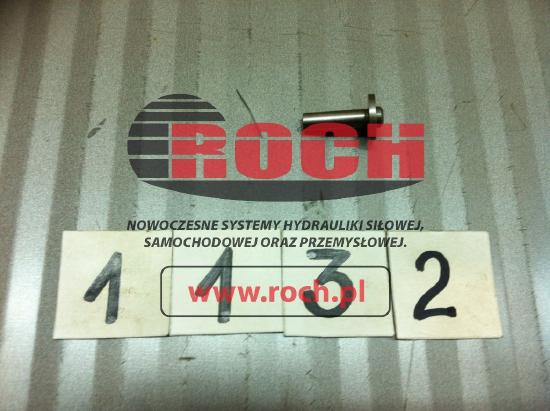 ROCH
NOWOCZESNE SYSTEMY HYDRAULIKI SIŁOWEJ,
SAMOCHODOWEJ ORAZ PRZEMYSŁOWEJ.
1 1 3 2
www.roch.pl